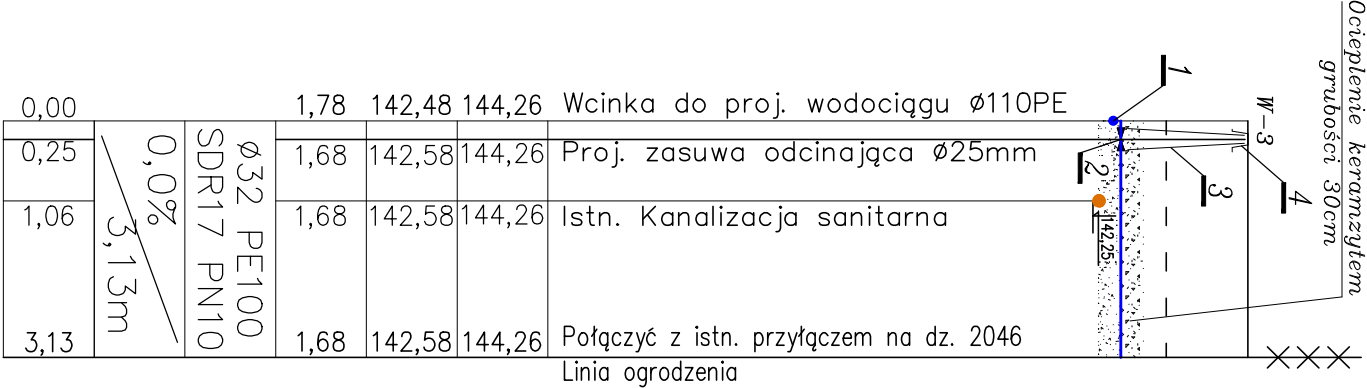 0,00
1,78 142,48 144,26 Wcinka do proj. wodociągu Ø110PE
0,25
1,68 142,58 144,26 Proj. zasuwa odcinająca Ø25mm
1,06
1,68 142,58 144,26 Istn. Kanalizacja sanitarna
3,13
1,68 142,58 144,26 Połączyć z istn. przyłączem na dz. 2046
Linia ogrodzenia
0,0%
3,13m
Ø32 PE100
SDR17 PN10
1
2
3
4
W-3
142,25
Ocieplenie keramzytem
grubości 30cm